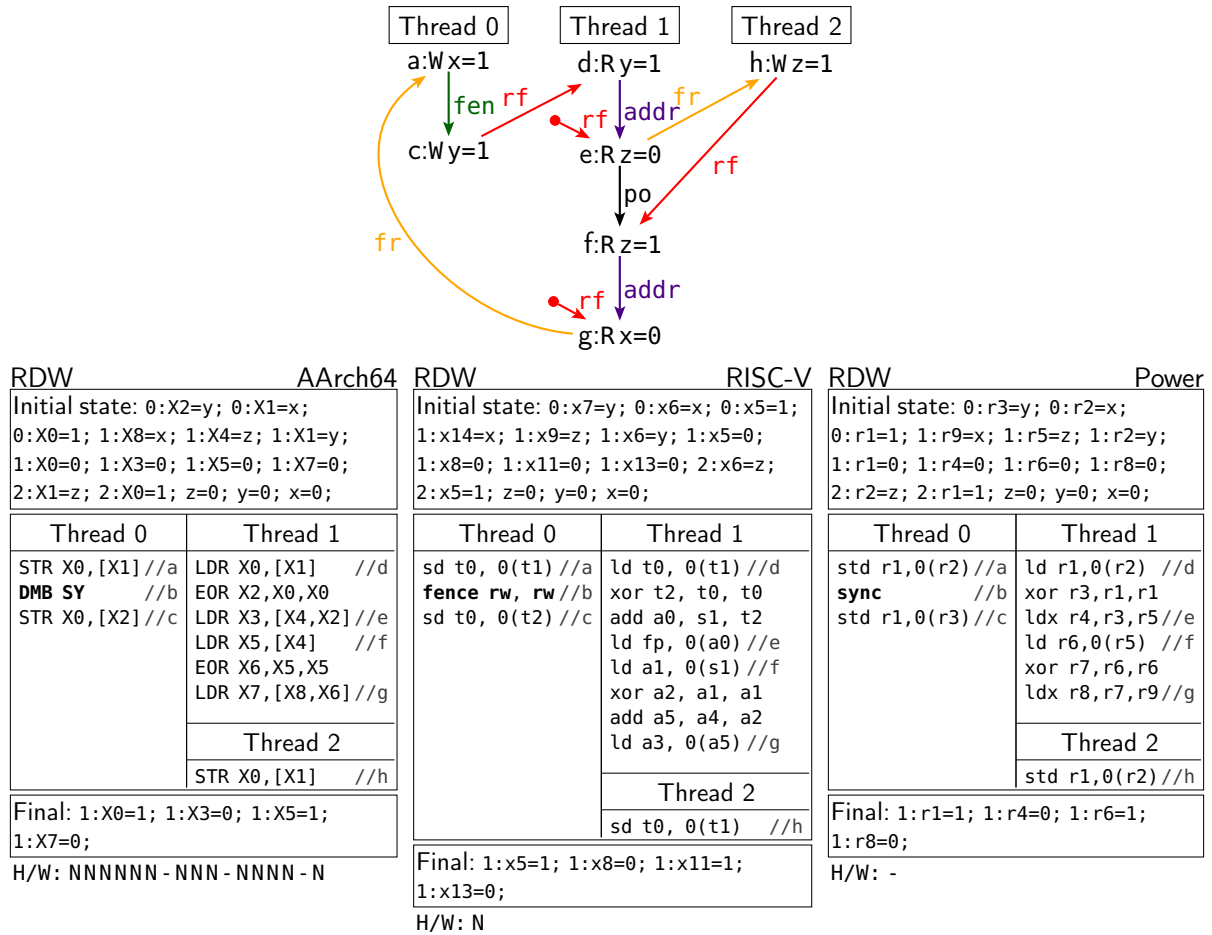 Thread 0 Thread 1 Thread 2
a:W x=1 d:R y=1 h:W z=1
fen rf addr fr
rf
c:W y=1 e:R z=0 rf
po
fr f:R z=1
addr
rf
g:R x=0
RDW AArch64
Initial state: 0:X2=y; 0:X1=x;
0:X0=1; 1:X8=x; 1:X4=z; 1:X1=y;
1:X0=0; 1:X3=0; 1:X5=0; 1:X7=0;
2:X1=z; 2:X0=1; z=0; y=0; x=0;
Thread 0
STR X0,[X1]//a
DMB SY //b
STR X0,[X2]//c
Thread 1
LDR X0,[X1] //d
EOR X2,X0,X0
LDR X3,[X4,X2]//e
LDR X5,[X4] //f
EOR X6,X5,X5
LDR X7,[X8,X6]//g
Thread 2
STR X0,[X1] //h
Final: 1:X0=1; 1:X3=0; 1:X5=1;
1:X7=0;
H/W: NNNNNN-NNN-NNNN-N
RDW RISC-V
Initial state: 0:x7=y; 0:x6=x; 0:x5=1;
1:x14=x; 1:x9=z; 1:x6=y; 1:x5=0;
1:x8=0; 1:x11=0; 1:x13=0; 2:x6=z;
2:x5=1; z=0; y=0; x=0;
Thread 0
sd t0, 0(t1)//a
fence rw, rw//b
sd t0, 0(t2)//c
Thread 1
ld t0, 0(t1)//d
xor t2, t0, t0
add a0, s1, t2
ld fp, 0(a0)//e
ld a1, 0(s1)//f
xor a2, a1, a1
add a5, a4, a2
ld a3, 0(a5)//g
Thread 2
sd t0, 0(t1) //h
Final: 1:x5=1; 1:x8=0; 1:x11=1;
1:x13=0;
H/W: N
RDW Power
Initial state: 0:r3=y; 0:r2=x;
0:r1=1; 1:r9=x; 1:r5=z; 1:r2=y;
1:r1=0; 1:r4=0; 1:r6=0; 1:r8=0;
2:r2=z; 2:r1=1; z=0; y=0; x=0;
Thread 0
std r1,0(r2)//a
sync //b
std r1,0(r3)//c
Thread 1
ld r1,0(r2) //d
xor r3,r1,r1
ldx r4,r3,r5//e
ld r6,0(r5) //f
xor r7,r6,r6
ldx r8,r7,r9//g
Thread 2
std r1,0(r2)//h
Final: 1:r1=1; 1:r4=0; 1:r6=1;
1:r8=0;
H/W: -